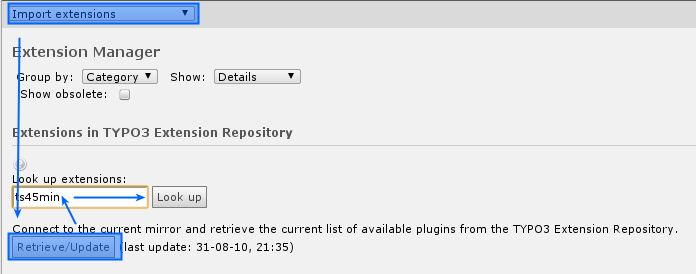 Import extensions
Extension Manager
Group by: Category Show: Details
Show obsolete:
Extensions in TYPO3 Extension Repository
Look up extensions:
ts45min Look up
Connect to the current mirror and retrieve the current list of available plugins from the TYPO3 Extension Repository.
Retrieve/Update (last update: 31-08-10, 21:35)